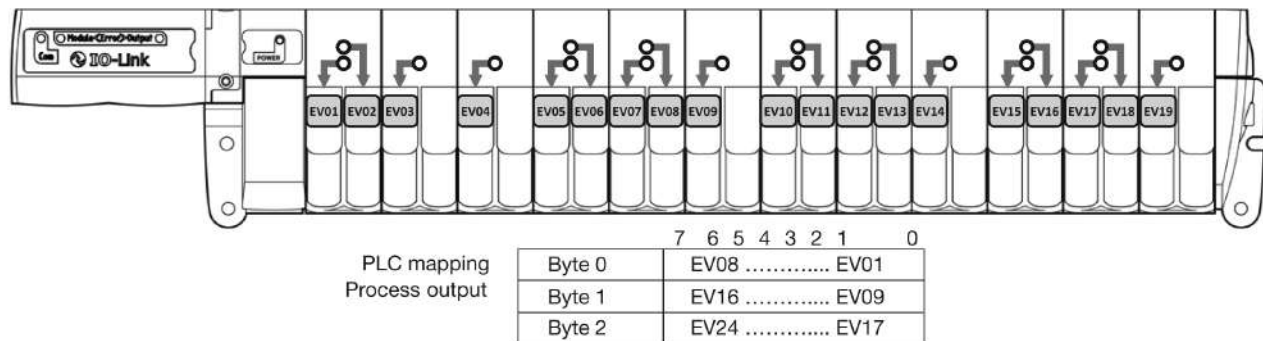 Com Module-(Error)-Output
IO-Link
POWER
EV01 EV02 EV03 EV04 EV05 EV06 EV07 EV08 EV09 EV10 EV11 EV12 EV13 EV14 EV15 EV16 EV17 EV18 EV19
7 6 5 4 3 2 1 0
PLC mapping Byte 0 EV08 ............... EV01
Process output Byte 1 EV16 ............... EV09
Byte 2 EV24 ............... EV17